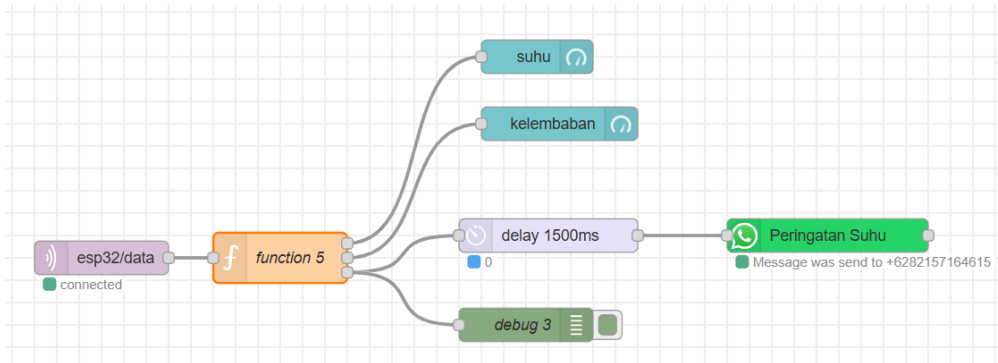 suhu
kelembaban
esp32/data
connected
function 5
delay 1500ms
0
Peringatan Suhu
Message was send to +6282157164615
debug 3